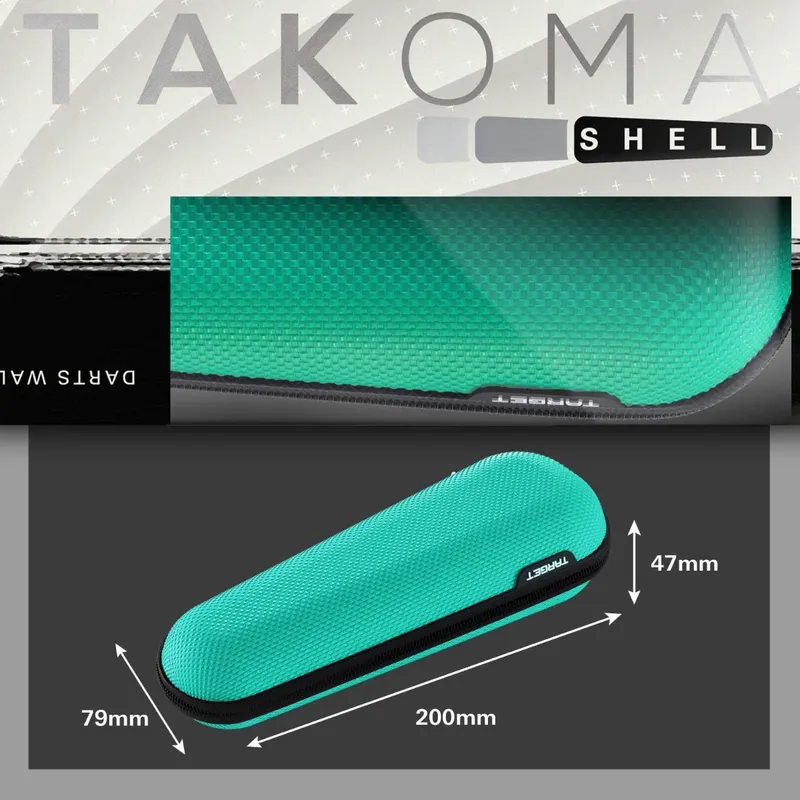 TAKOMA
SHELL
DARTS WAL
TARGET
TARGET
47mm
79mm
200mm